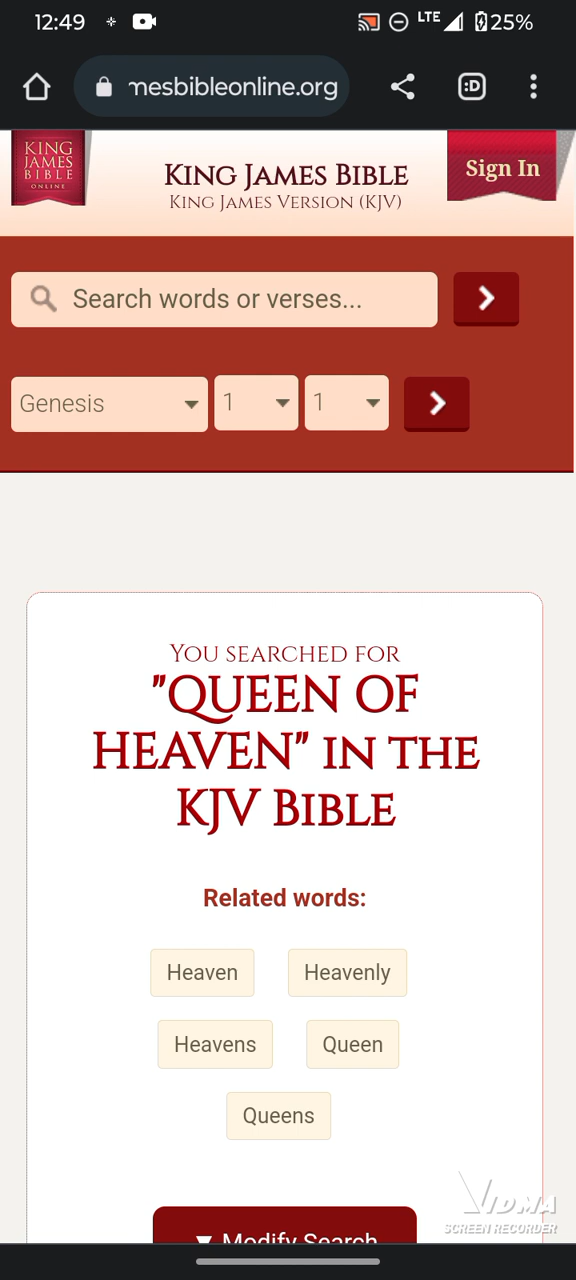 12:49 LTE 25%
mesbibleonline.org :D
KING
JAMES
BIBLE
ONLINE
King James Bible
King James Version (KJV)
Sign In
Search words or verses...
Genesis 1 1
You searched for
"QUEEN OF
HEAVEN" in the
KJV Bible
Related words:
Heaven Heavenly
Heavens Queen
Queens
▼ Modify Search
VIDMA
SCREEN RECORDER